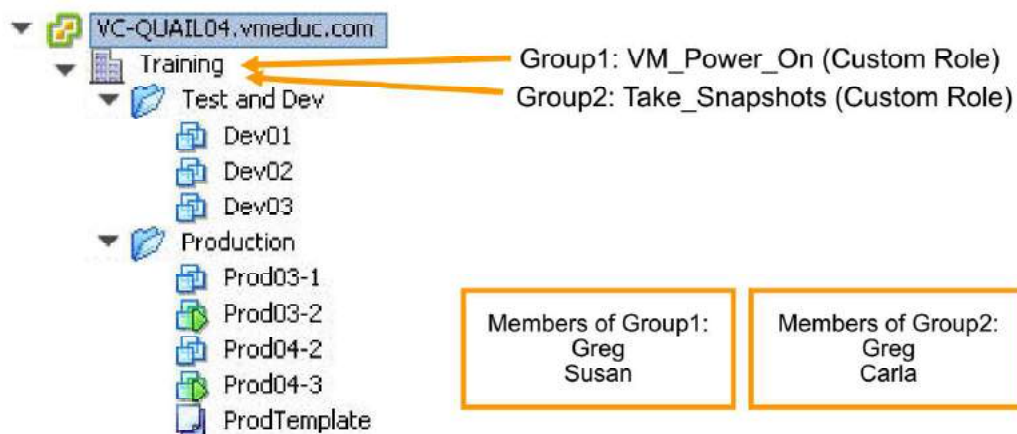 VC-QUAIL04.vmeduc.com
Training
Group1: VM_Power_On (Custom Role)
Group2: Take_Snapshots (Custom Role)
Test and Dev
Dev01
Dev02
Dev03
Production
Prod03-1
Prod03-2
Prod04-2
Prod04-3
ProdTemplate
Members of Group1:
Greg
Susan
Members of Group2:
Greg
Carla